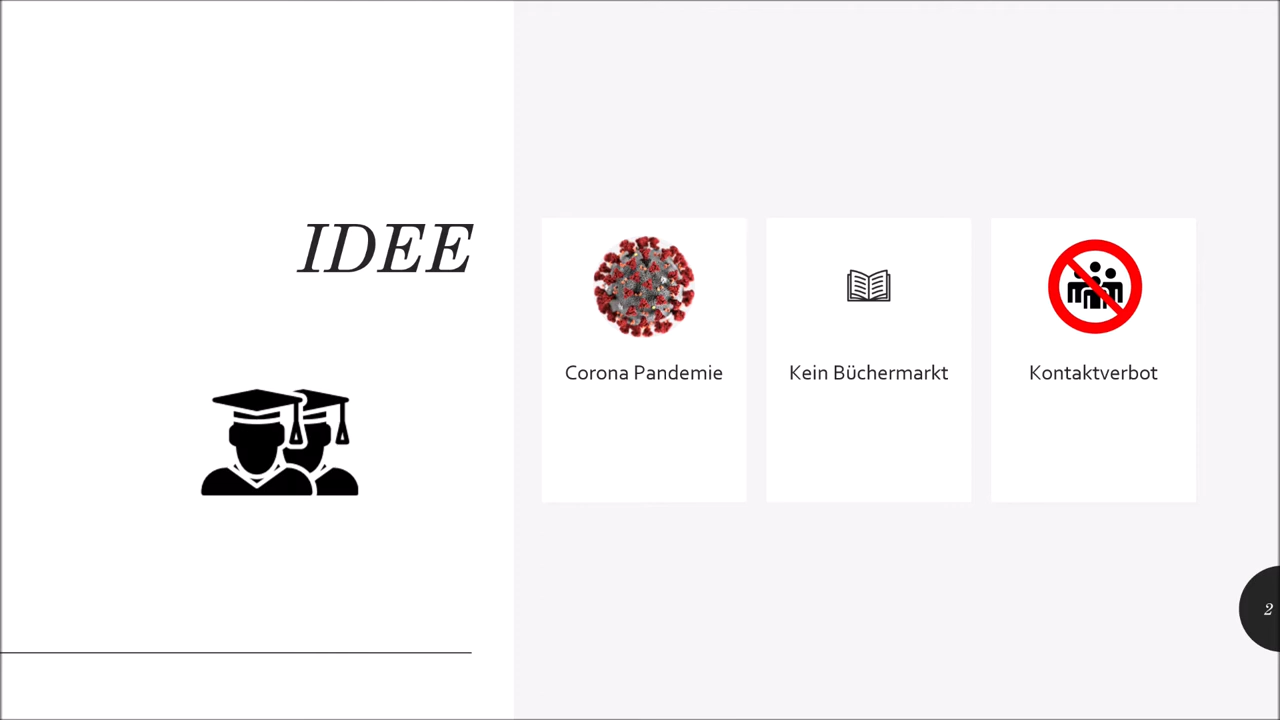 IDEE
Corona Pandemie
Kein Büchermarkt
Kontaktverbot
2